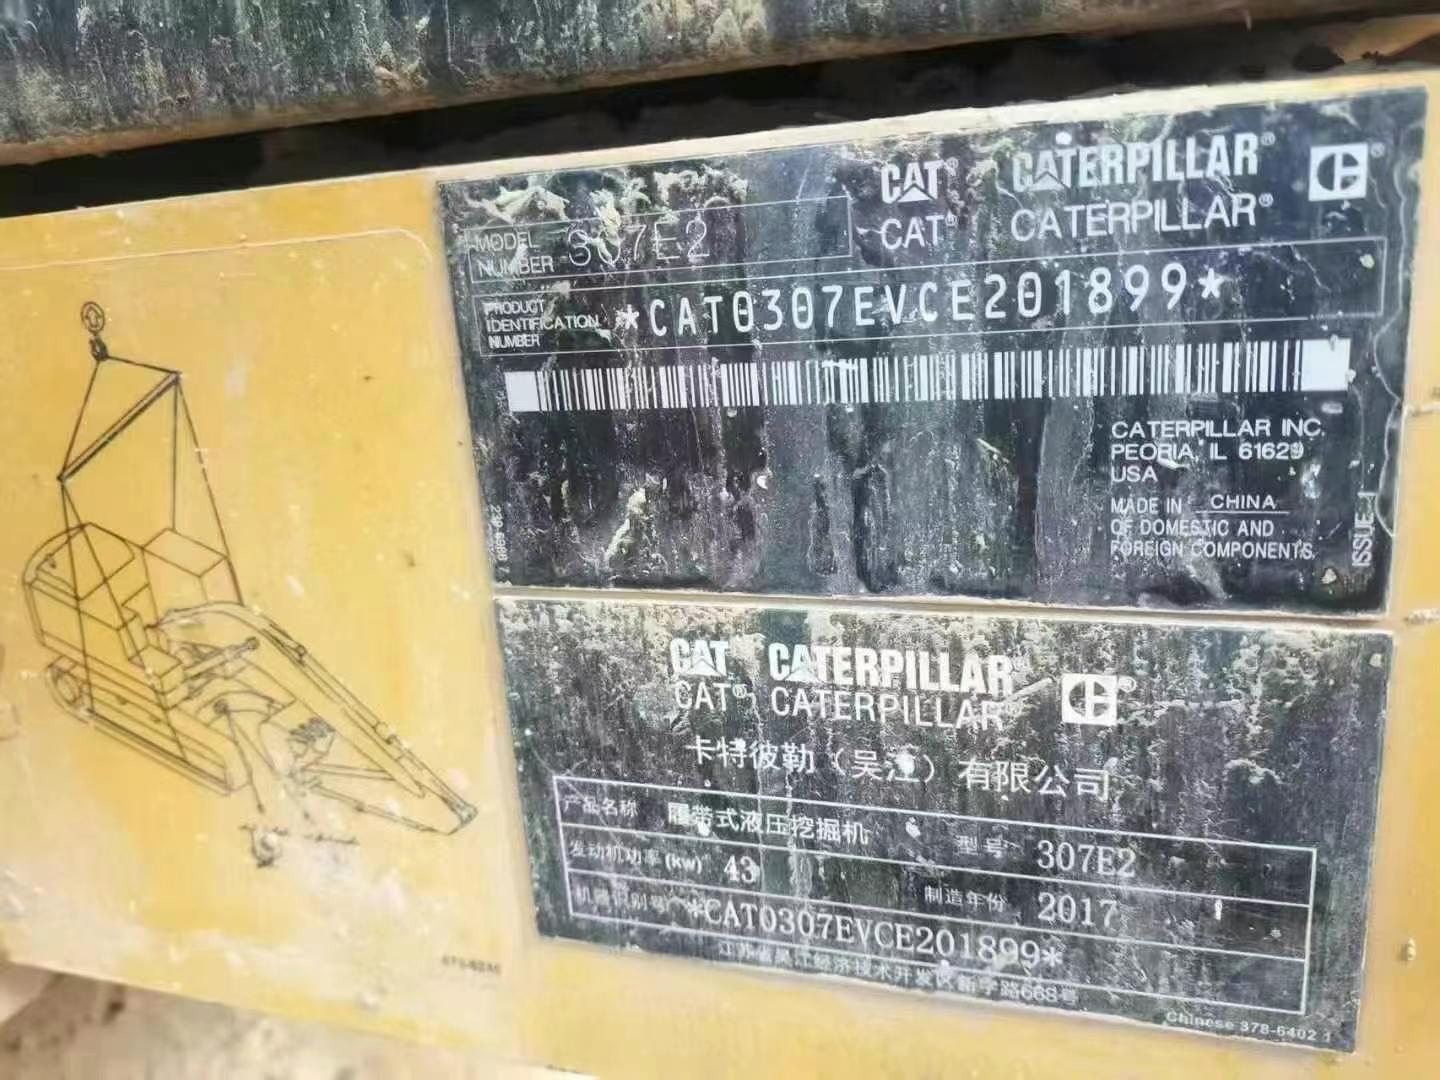 CAT® CATERPILLAR®
CAT® CATERPILLAR®
MODEL NUMBER 307E2
PRODUCT IDENTIFICATION NUMBER *CAT0307EVCE201899*
CATERPILLAR INC.
PEORIA, IL 61629
USA
MADE IN CHINA
OF DOMESTIC AND
FOREIGN COMPONENTS.
ISSUE-1
CAT CATERPILLAR®
CAT® CATERPILLAR®
卡特彼勒（吴江）有限公司
产品名称 履带式液压挖掘机 型号 307E2
发动机功率(KW) 43 制造年份 2017
机器识别号 *CAT0307EVCE201899*
江苏省吴江经济技术开发区新字路668号
Chinese 378-6402 1